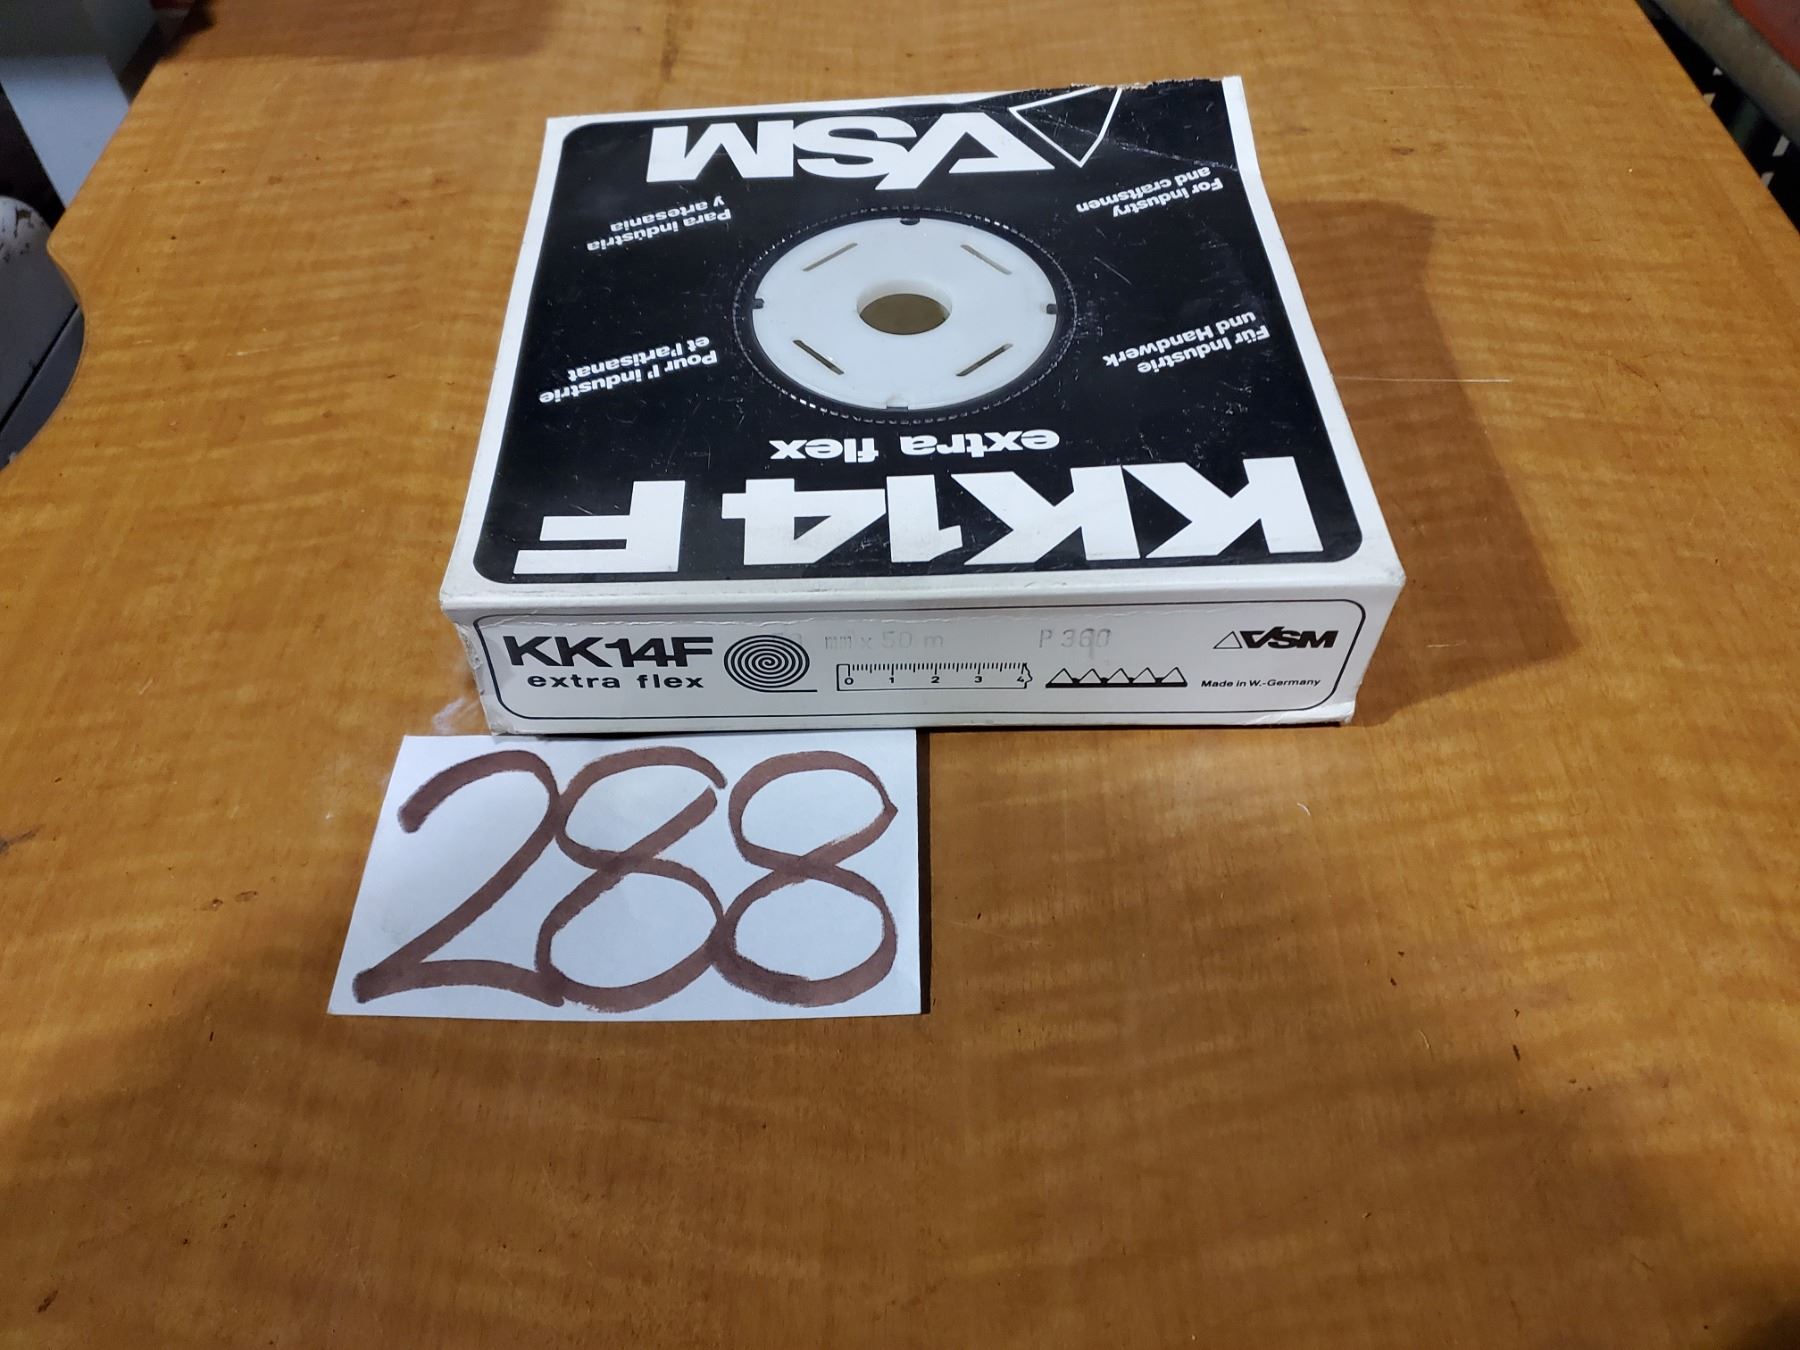 VSM
For Industry
and craftsmen
Para industria
y artesanía
Für Industrie
und Handwerk
Pour l'industrie
et l'artisanat
extra flex
KK14F
KK14F
extra flex
mm x 50 m
P 360
0 1 2 3 4
VSM
Made in W.-Germany
288